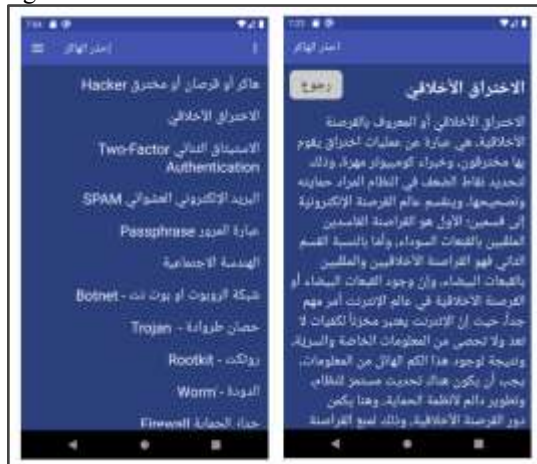 احذر الهاكر
هاكر أو قرصان أو مخترق Hacker
الاختراق الأخلاقي
الاستيثاق الثنائي Two-Factor
Authentication
البريد الإلكتروني العشوائي SPAM
عبارة المرور Passphrase
الهندسة الاجتماعية
شبكة الروبوت أو بوت نت - Botnet
حصان طروادة - Trojan
روتكت - Rootkit
الدودة - Worm
جدار الحماية Firewall
احذر الهاكر
رجوع
الاختراق الأخلاقي
الاختراق الأخلاقي أو المعروف بالقرصنة
الأخلاقية، هي عبارة عن عمليات اختراق يقوم
بها مخترقون، وخبراء كومبيوتر مهرة، وذلك
لتحديد نقاط الضعف في النظام المراد حمايته
وتصحيحها. وينقسم عالم القرصنة الإلكترونية
إلى قسمين: الأول هو القراصنة الفاسدين
الملقبين بالقبعات السوداء، وأما بالنسبة القسم
الثاني فهو القراصنة الأخلاقيين والملقبين
بالقبعات البيضاء، وإن وجود القبعات البيضاء أو
القرصنة الأخلاقية في عالم الإنترنت أمر مهم
جداً، حيث إن الإنترنت يعتبر مخزناً لكميات لا
تعد ولا تحصى من المعلومات الخاصة والسرية،
ونتيجة لوجود هذا الكم الهائل من المعلومات،
يجب أن يكون هناك تحديث مستمر للنظام،
وتطوير دائم لأنظمة الحماية، وهنا يكمن
دور القرصنة الأخلاقية، وذلك لمنع القراصنة